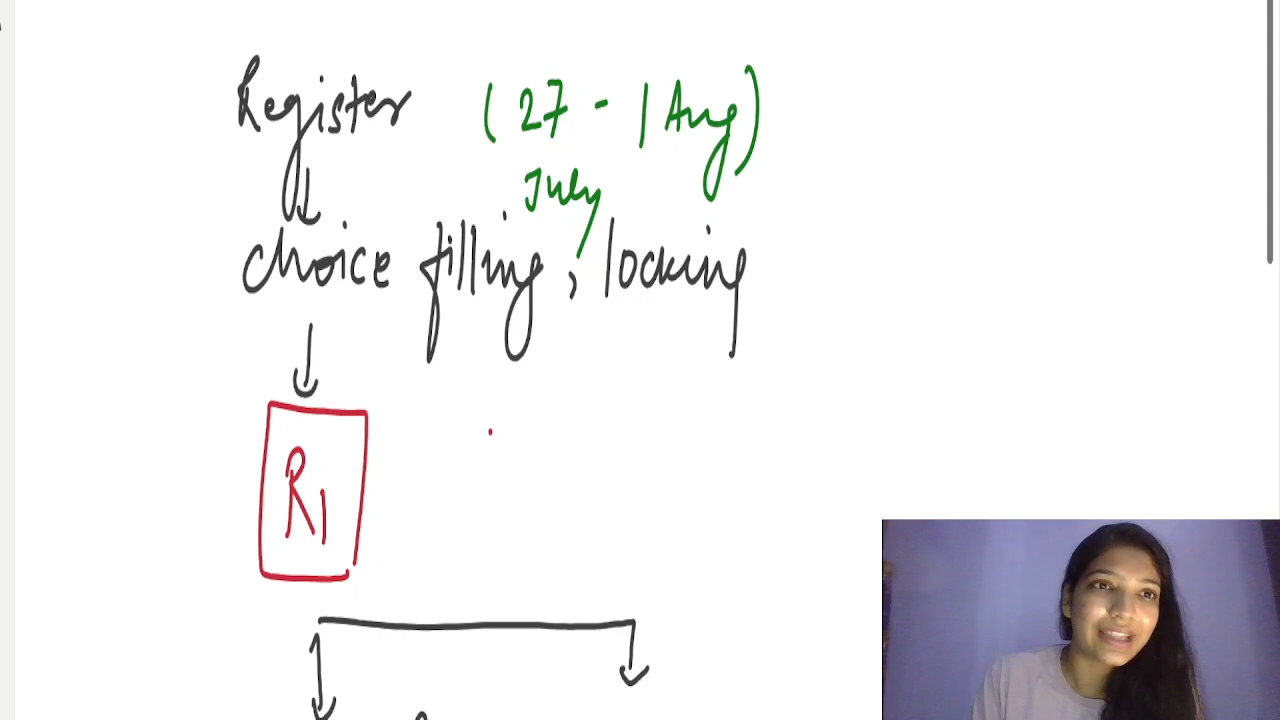 Register (27 - 1 Aug)
July
choice filling, locking
R1